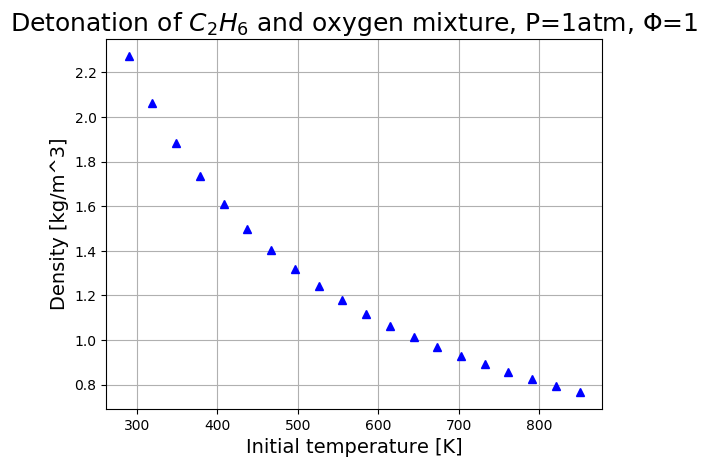 Detonation of $C_2H_6$ and oxygen mixture, P=1atm, Φ=1
2.2
2.0
1.8
1.6
1.4
1.2
1.0
0.8
Density [kg/m^3]
300 400 500 600 700 800
Initial temperature [K]